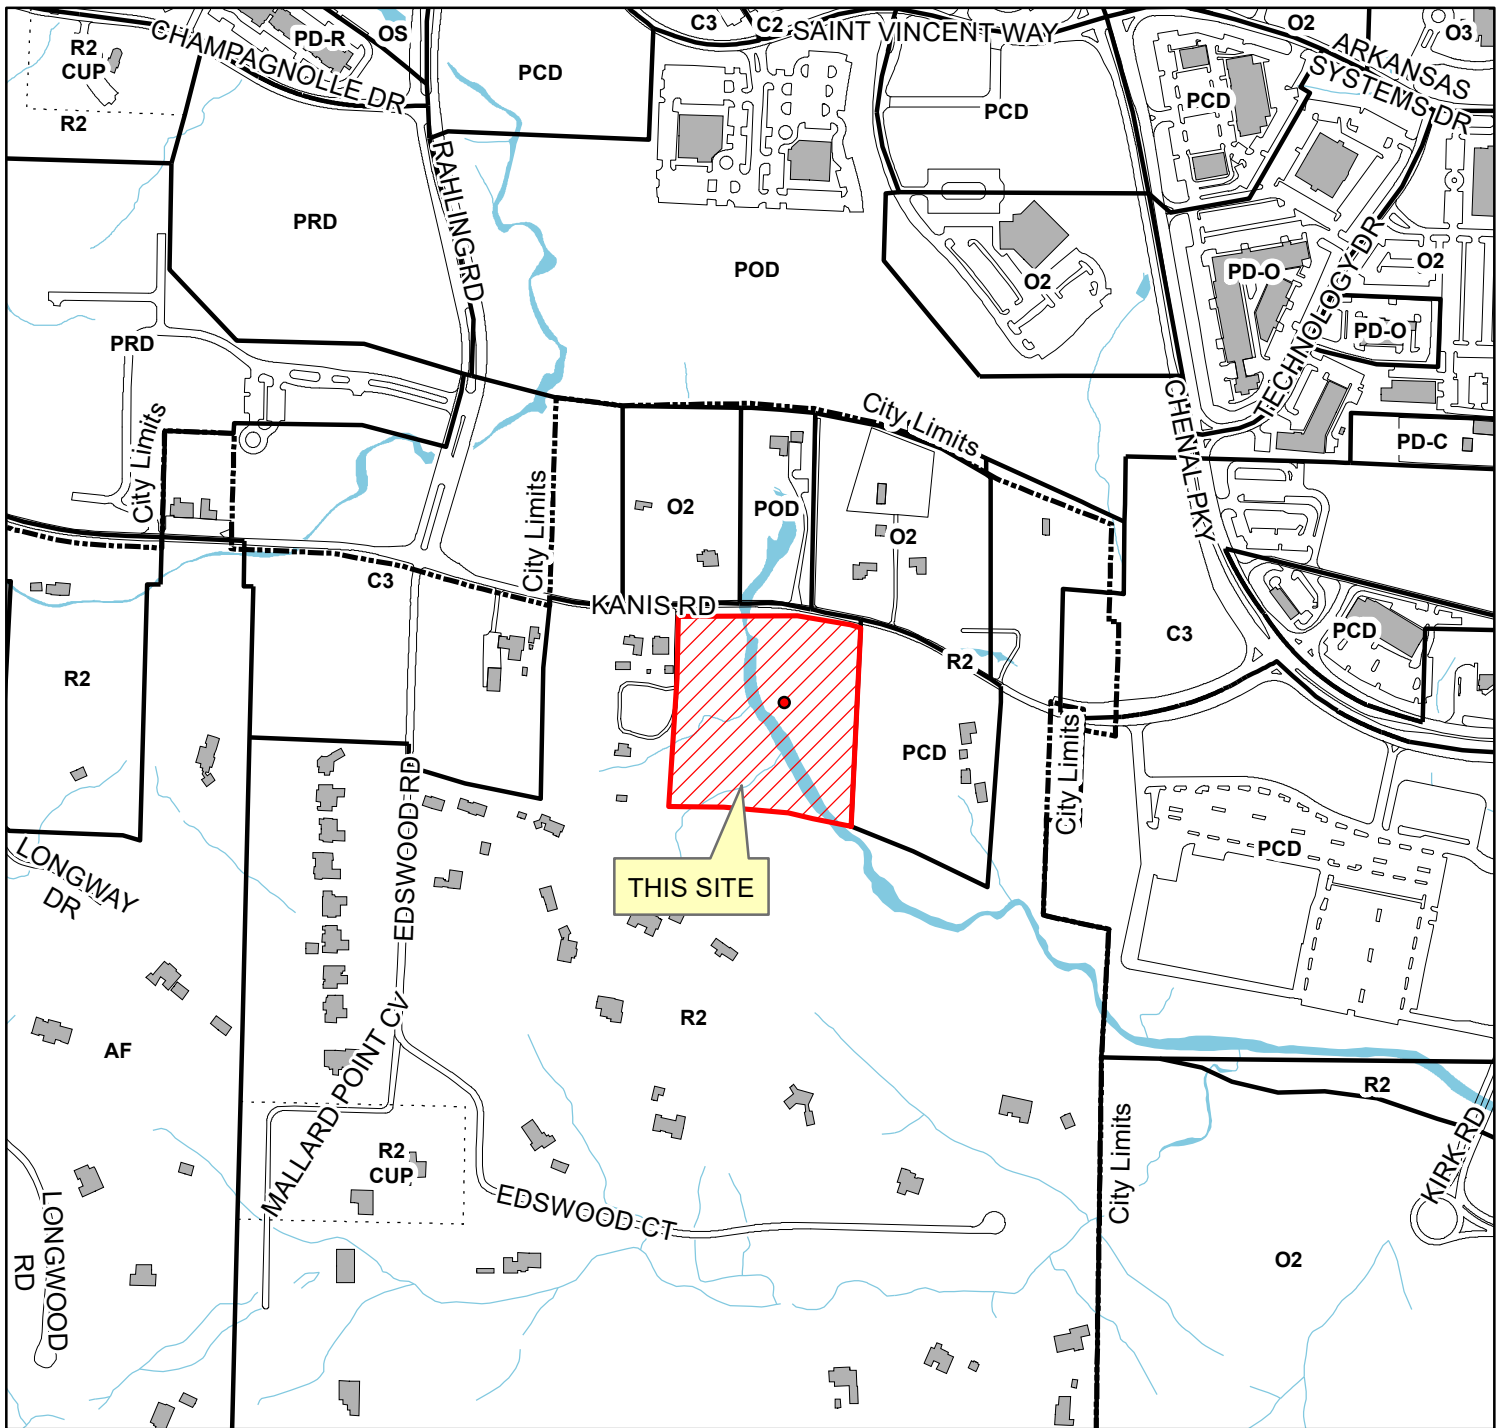 R2
CUP
R2
CHAMPAGNOLLE DR
PD-R
OS
C3
C2
SAINT VINCENT WAY
O2
O3
ARKANSAS
SYSTEMS DR
PCD
PCD
PCD
RAHLING RD
PRD
POD
O2
PD-O
O2
TECHNOLOGY DR
PD-O
PRD
CHENAL PKY
PD-C
City Limits
City Limits
City Limits
O2
POD
O2
C3
KANIS RD
R2
C3
PCD
R2
PCD
City Limits
THIS SITE
PCD
EDSWOOD RD
LONGWAY
DR
R2
AF
MALLARD POINT CV
R2
CUP
EDSWOOD CT
City Limits
R2
KIRK RD
LONGWOOD
RD
O2